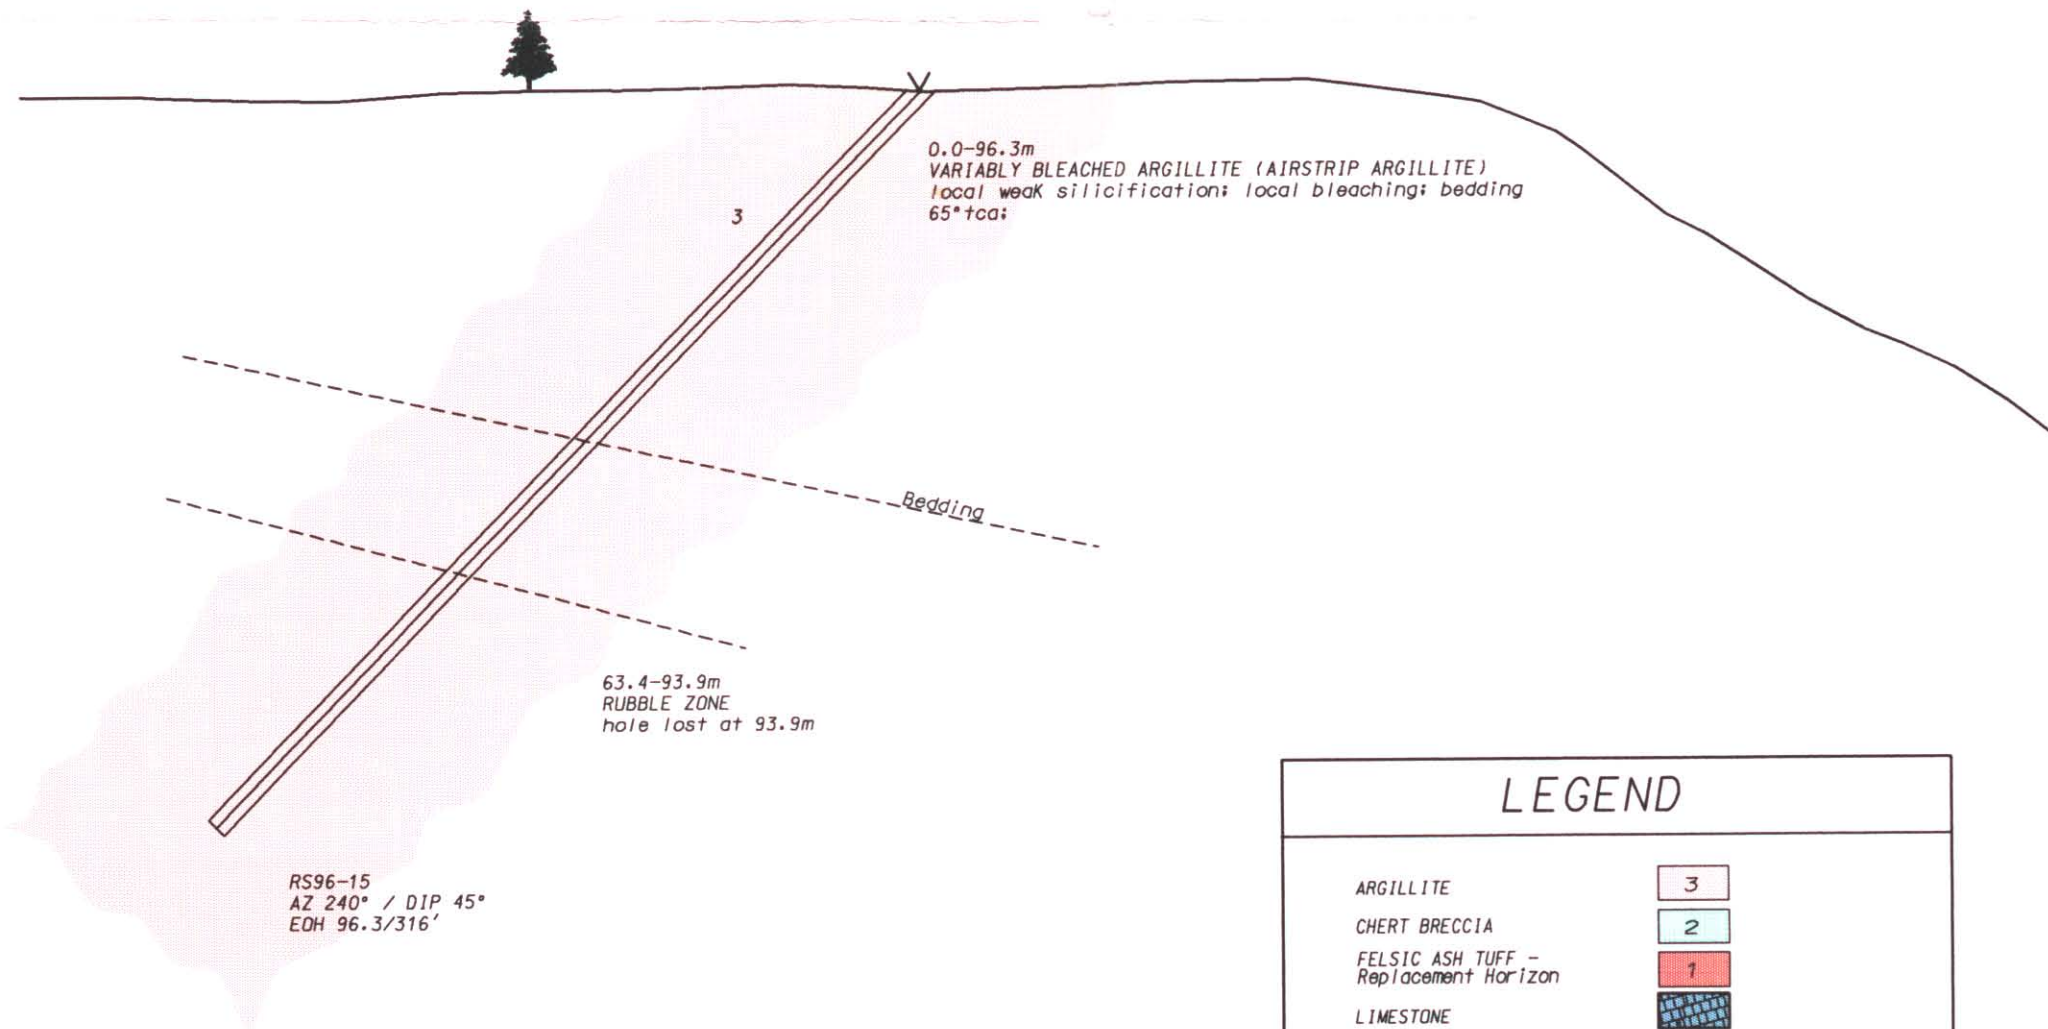 0.0-96.3m
VARIABLY BLEACHED ARGILLITE (AIRSTRIP ARGILLITE)
local weak silicification; local bleaching; bedding
65° tca;
3
Bedding
63.4-93.9m
RUBBLE ZONE
hole lost at 93.9m
RS96-15
AZ 240° / DIP 45°
EOH 96.3/316'
LEGEND
ARGILLITE 3
CHERT BRECCIA 2
FELSIC ASH TUFF -
Replacement Horizon 1
LIMESTONE